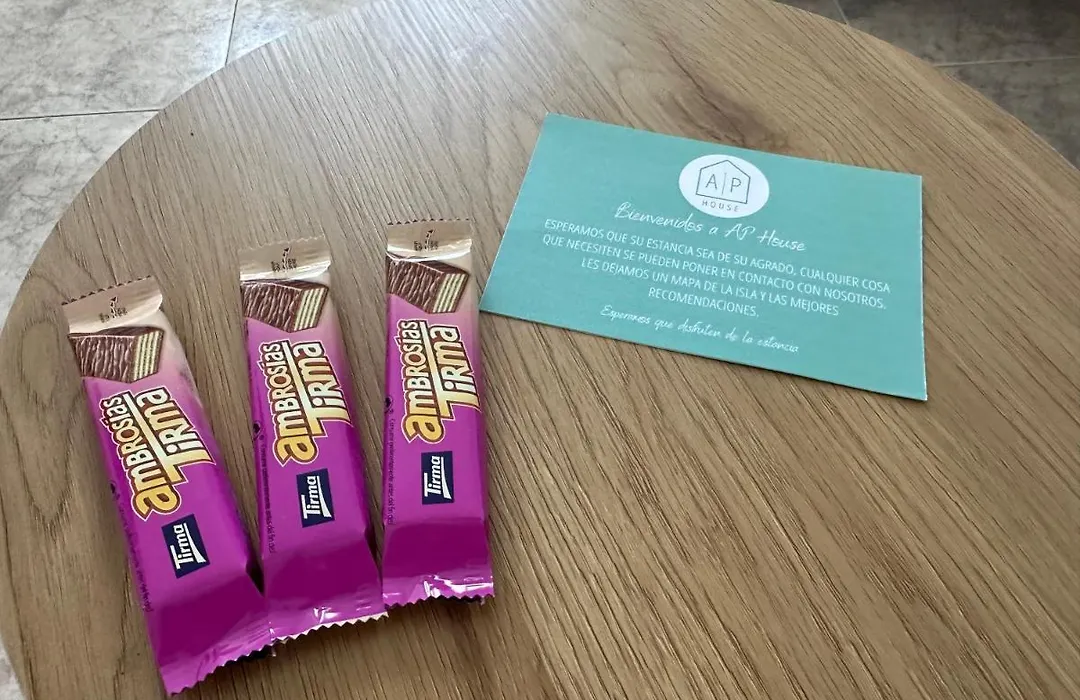 A|P
HOUSE
Bienvenidos a AP House
ESPERAMOS QUE SU ESTANCIA SEA DE SU AGRADO, CUALQUIER COSA
QUE NECESITEN SE PUEDEN PONER EN CONTACTO CON NOSOTROS.
LES DEJAMOS UN MAPA DE LA ISLA Y LAS MEJORES
RECOMENDACIONES.
Esperamos que disfruten de la estancia
ambrosías
Tirma
Tirma
ambrosías
Tirma
Tirma
ambrosías
Tirma
Tirma